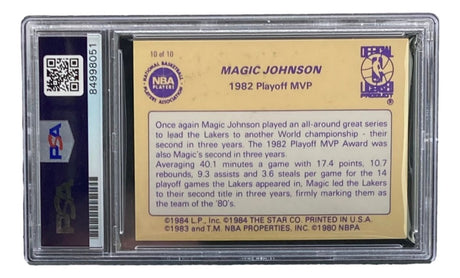 84998051
PSA
10 of 10
NATIONAL BASKETBALL
NBA
PLAYERS
PLAYERS ASSOCIATION
MAGIC JOHNSON
1982 Playoff MVP
OFFICIAL
LICENSED
PRODUCT
Once again Magic Johnson played an all-around great series
to lead the Lakers to another World championship - their
second in three years. The 1982 Playoff MVP Award was
also Magic's second in three years.
Averaging 40.1 minutes a game with 17.4 points, 10.7
rebounds, 9.3 assists and 3.6 steals per game for the 14
playoff games the Lakers appeared in, Magic led the Lakers
to their second title in three years, firmly marking them as
the team of the '80's.
©1984 L.P., Inc. ©1984 THE STAR CO. PRINTED IN U.S.A.
©1983 and T.M. NBA PROPERTIES, INC. ©1980 NBPA